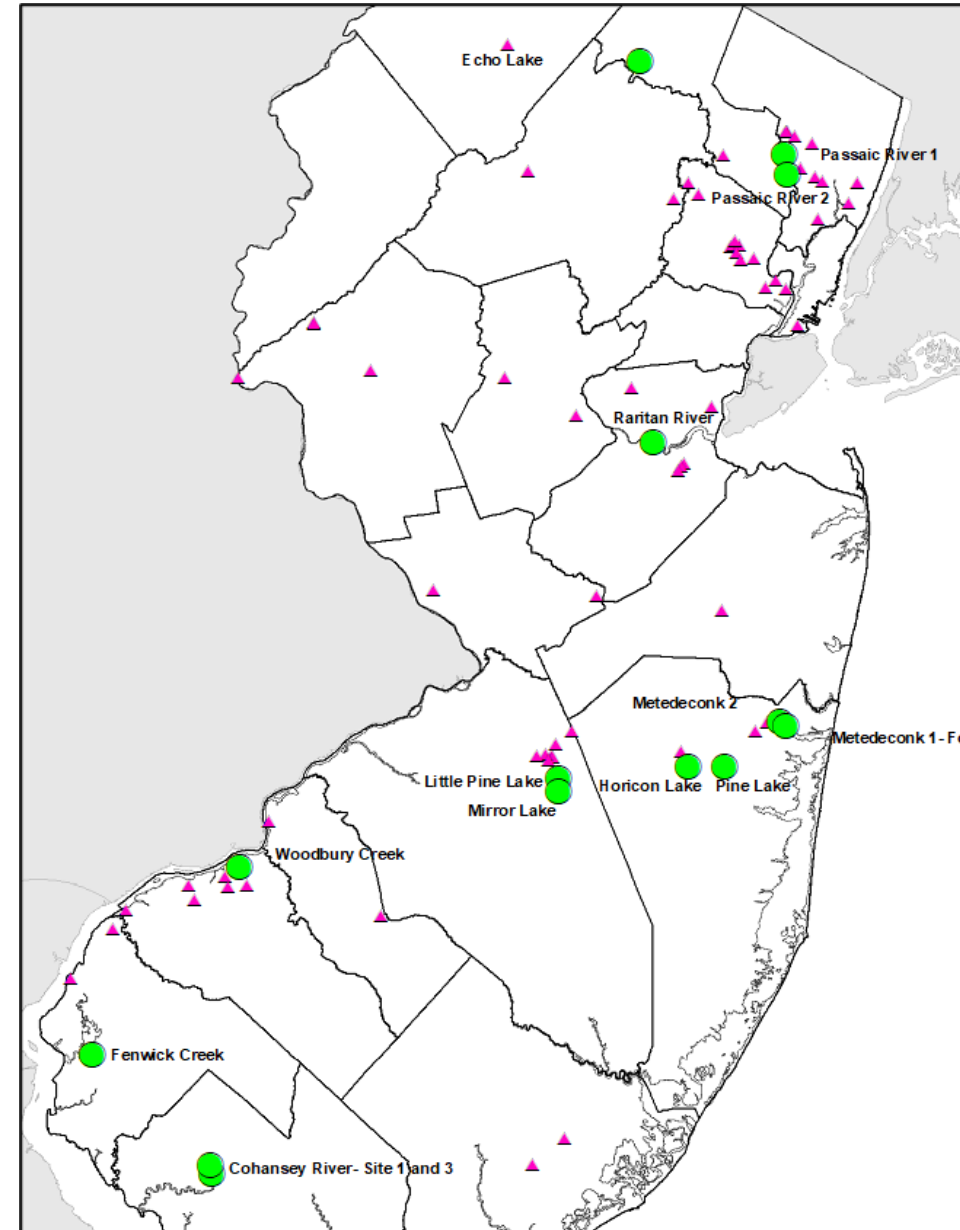 Echo Lake
Passaic River 1
Passaic River 2
Raritan River
Metedeconk 2
Metedeconk 1- Fo
Little Pine Lake
Horicon Lake
Pine Lake
Mirror Lake
Woodbury Creek
Fenwick Creek
Cohansey River- Site 1 and 3